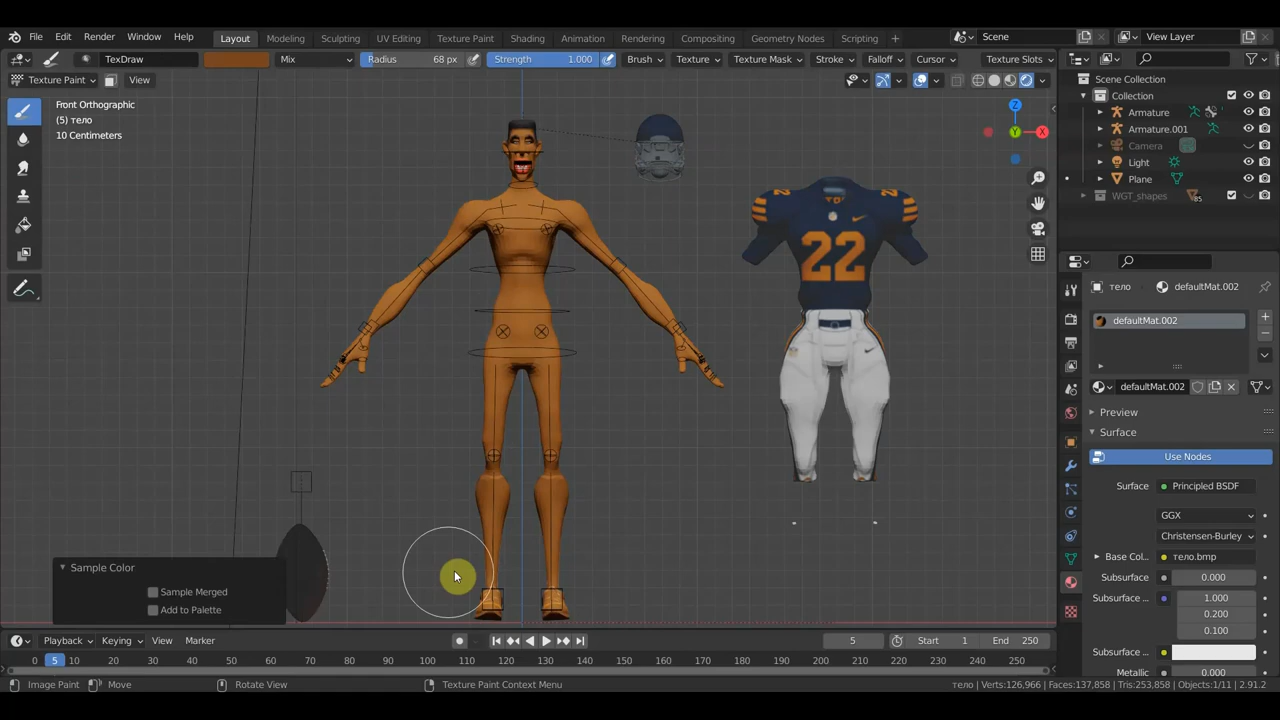 File Edit Render Window Help Layout Modeling Sculpting UV Editing Texture Paint Shading Animation Rendering Compositing Geometry Nodes Scripting + Scene View Layer
TexDraw Mix Radius 68 px Strength 1.000 Brush Texture Texture Mask Stroke Falloff Cursor Texture Slots
Texture Paint View
Front Orthographic
(5) тело
10 Centimeters
Z
X
Y
22
22
Scene Collection
Collection
Armature
Armature.001
Camera
Light
Plane
WGT_shapes 85
тело defaultMat.002
defaultMat.002
defaultMat.002
Preview
Surface
Use Nodes
Surface Principled BSDF
GGX
Christensen-Burley
Base Col... тело.bmp
Subsurface 0.000
Subsurface .. 1.000
0.200
0.100
Subsurface ..
Metallic 0.000
Sample Color
Sample Merged
Add to Palette
Playback Keying View Marker 5 Start 1 End 250
0 5 10 20 30 40 50 60 70 80 90 100 110 120 130 140 150 160 170 180 190 200 210 220 230 240 250
Image Paint Move Rotate View Texture Paint Context Menu тело | Verts:126,966 | Faces:137,858 | Tris:253,858 | Objects:1/11 | 2.91.2